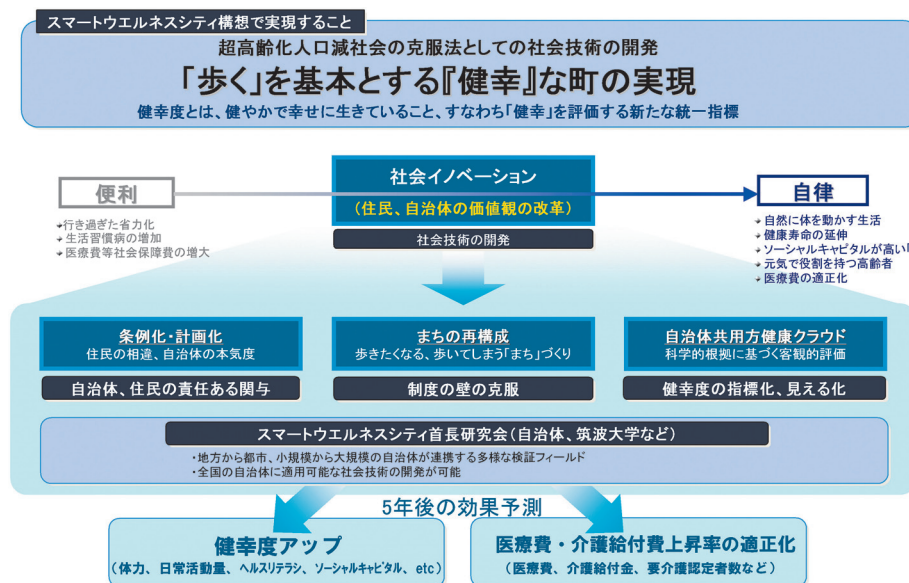 スマートウエルネスシティ構想で実現すること
超高齢化人口減社会の克服法としての社会技術の開発
「歩く」を基本とする『健幸』な町の実現
健幸度とは、健やかで幸せに生きていること、すなわち「健幸」を評価する新たな統一指標
便利
行き過ぎた省力化
生活習慣病の増加
医療費等社会保障費の増大
社会イノベーション
(住民、自治体の価値観の改革)
社会技術の開発
自律
自然に体を動かす生活
健康寿命の延伸
ソーシャルキャピタルが高い「
元気で役割を持つ高齢者
医療費の適正化
条例化・計画化
住民の相違、自治体の本気度
自治体、住民の責任ある関与
まちの再構成
歩きたくなる、歩いてしまう「まち」づくり
制度の壁の克服
自治体共用方健康クラウド
科学的根拠に基づく客観的評価
健幸度の指標化、見える化
スマートウエルネスシティ首長研究会(自治体、筑波大学など)
・地方から都市、小規模から大規模の自治体が連携する多様な検証フィールド
・全国の自治体に適用可能な社会技術の開発が可能
5年後の効果予測
健幸度アップ
(体力、日常活動量、ヘルスリテラシ、ソーシャルキャピタル、etc)
医療費・介護給付費上昇率の適正化
(医療費、介護給付金、要介護認定者数など)